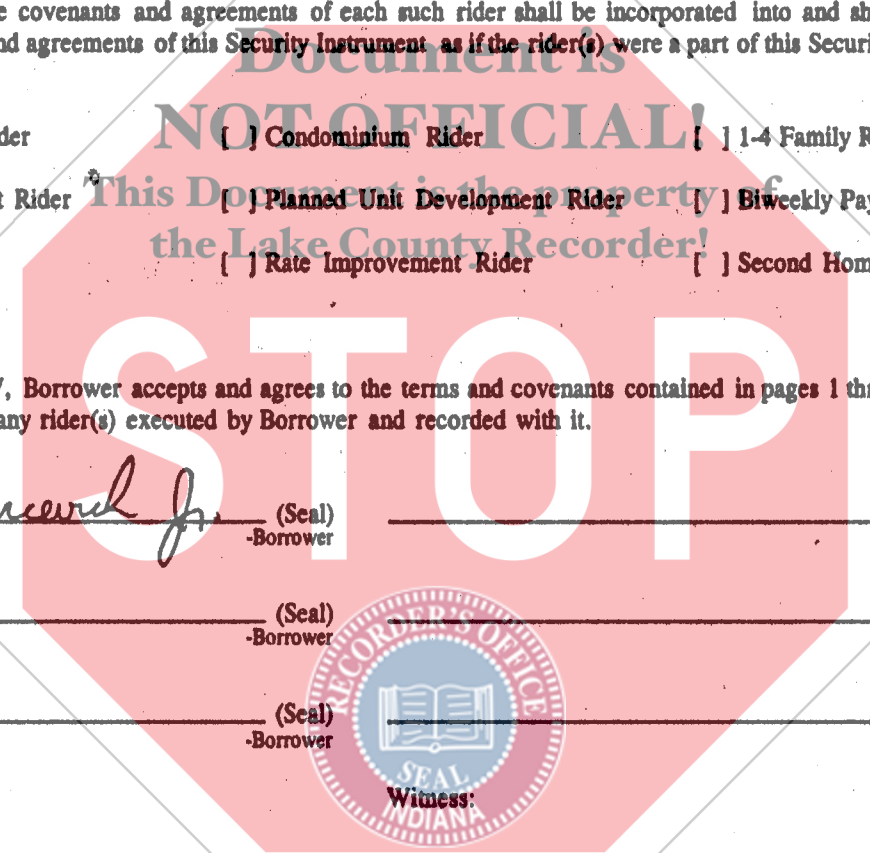 e covenants and agreements of each such rider shall be incorporated into and sh
nd agreements of this Security Instrument as if the rider(s) were a part of this Securi
Document is
NOT OFFICIAL!
This Document is the property of
the Lake County Recorder!
der [ ] Condominium Rider [ ] 1-4 Family R
t Rider [ ] Planned Unit Development Rider [ ] Biweekly Pay
[ ] Rate Improvement Rider [ ] Second Hom
STOP
, Borrower accepts and agrees to the terms and covenants contained in pages 1 th
any rider(s) executed by Borrower and recorded with it.
Jr. (Seal)
-Borrower
(Seal)
-Borrower
(Seal)
-Borrower
RECORDER'S OFFICE
SEAL
INDIANA
Witness: